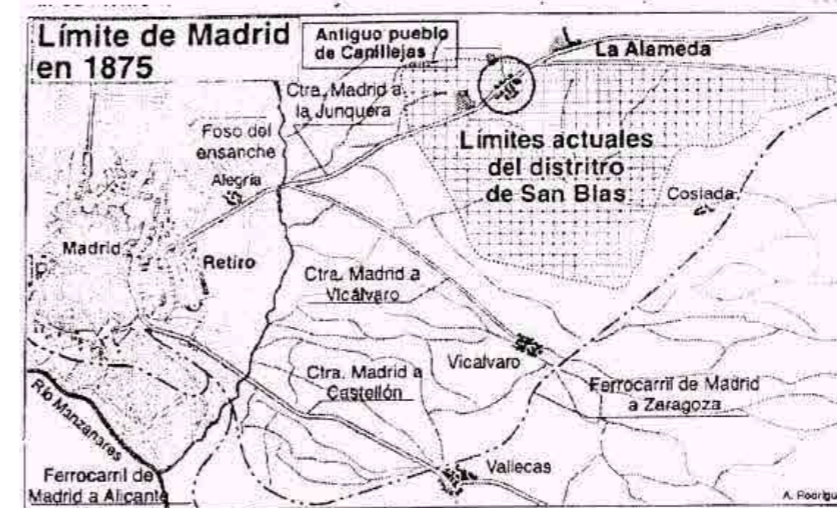 Límite de Madrid
en 1875
Antiguo pueblo
de Canillejas
La Alameda
Ctra. Madrid a
la Junquera
Foso del
ensanche
Alegría
Límites actuales
del distritro
de San Blas
Coslada
Madrid
Retiro
Ctra. Madrid a
Vicálvaro
Vicalvaro
Ctra. Madrid a
Castellón
Ferrocarril de Madrid
a Zaragoza
Río Manzanares
Vallecas
Ferrocarril de
Madrid a Alicante